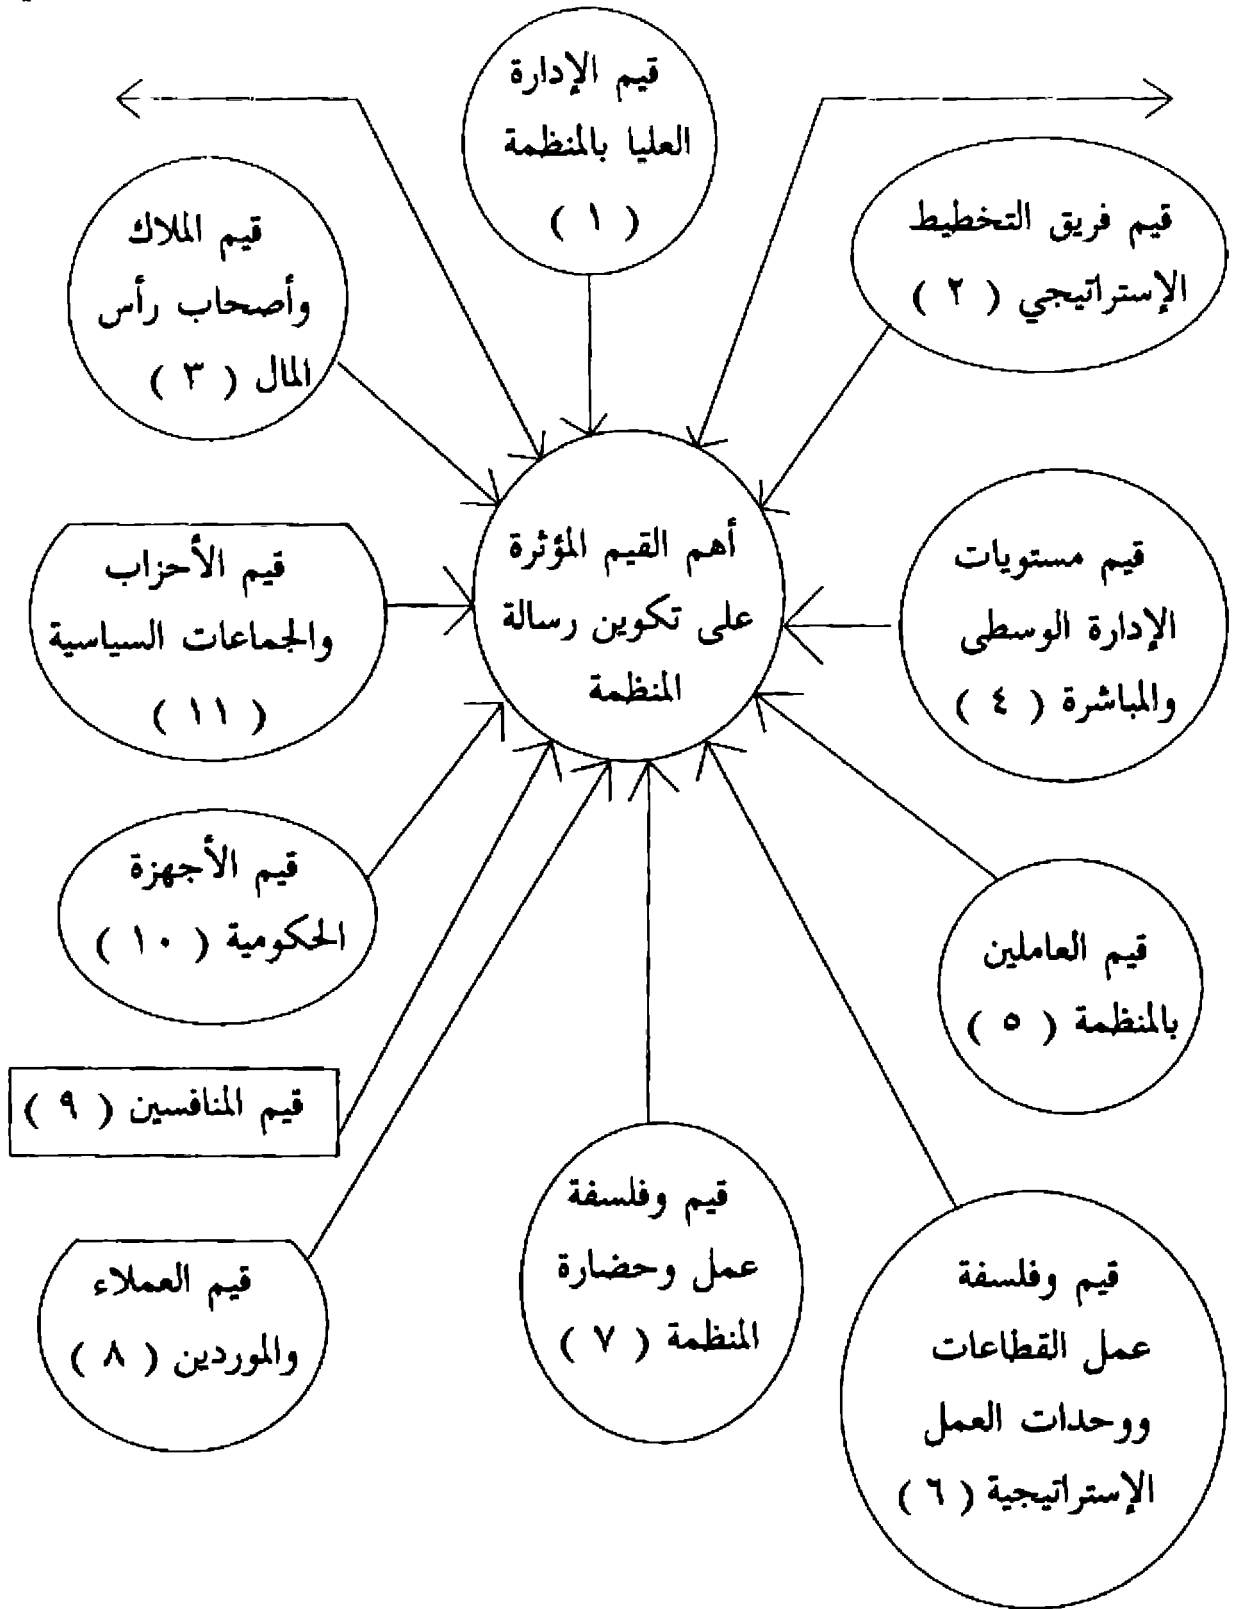 قيم الإدارة
العليا بالمنظمة
( ١ )
قيم فريق التخطيط
الإستراتيجي ( ٢ )
قيم الملاك
وأصحاب رأس
المال ( ٣ )
أهم القيم المؤثرة
على تكوين رسالة
المنظمة
قيم مستويات
الإدارة الوسطى
والمباشرة ( ٤ )
قيم العاملين
بالمنظمة ( ٥ )
قيم وفلسفة
عمل القطاعات
ووحدات العمل
الإستراتيجية ( ٦ )
قيم وفلسفة
عمل وحضارة
المنظمة ( ٧ )
قيم العملاء
والموردين ( ٨ )
قيم المنافسين ( ٩ )
قيم الأجهزة
الحكومية ( ١٠ )
قيم الأحزاب
والجماعات السياسية
( ١١ )